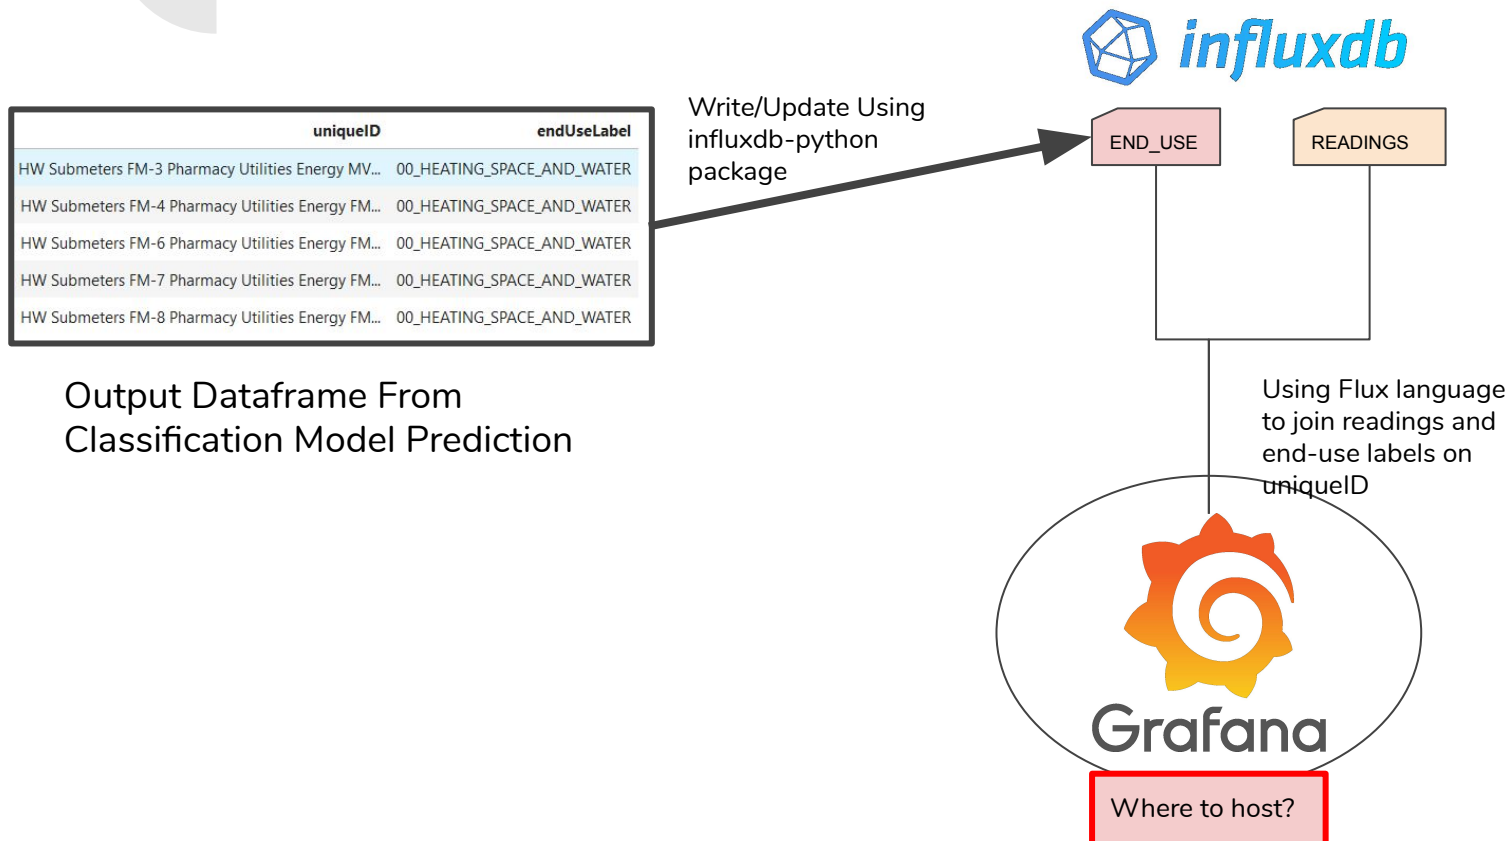 influxdb
Write/Update Using
influxdb-python
package
uniqueID endUseLabel
HW Submeters FM-3 Pharmacy Utilities Energy MV... 00_HEATING_SPACE_AND_WATER
HW Submeters FM-4 Pharmacy Utilities Energy FM... 00_HEATING_SPACE_AND_WATER
HW Submeters FM-6 Pharmacy Utilities Energy FM... 00_HEATING_SPACE_AND_WATER
HW Submeters FM-7 Pharmacy Utilities Energy FM... 00_HEATING_SPACE_AND_WATER
HW Submeters FM-8 Pharmacy Utilities Energy FM... 00_HEATING_SPACE_AND_WATER
END_USE
READINGS
Output Dataframe From
Classification Model Prediction
Using Flux language
to join readings and
end-use labels on
uniqueID
Grafana
Where to host?